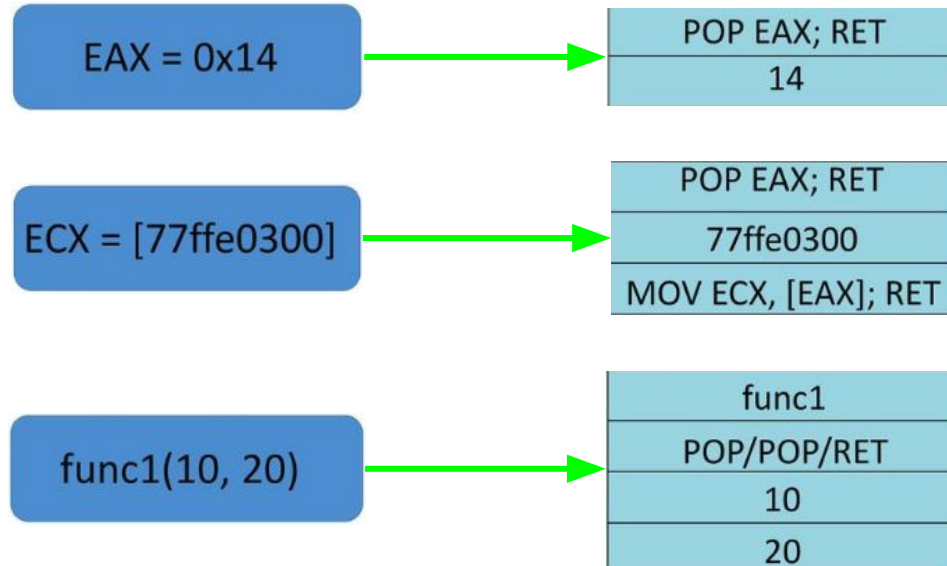 EAX = 0x14
POP EAX; RET
14
ECX = [77ffe0300]
POP EAX; RET
77ffe0300
MOV ECX, [EAX]; RET
func1(10, 20)
func1
POP/POP/RET
10
20